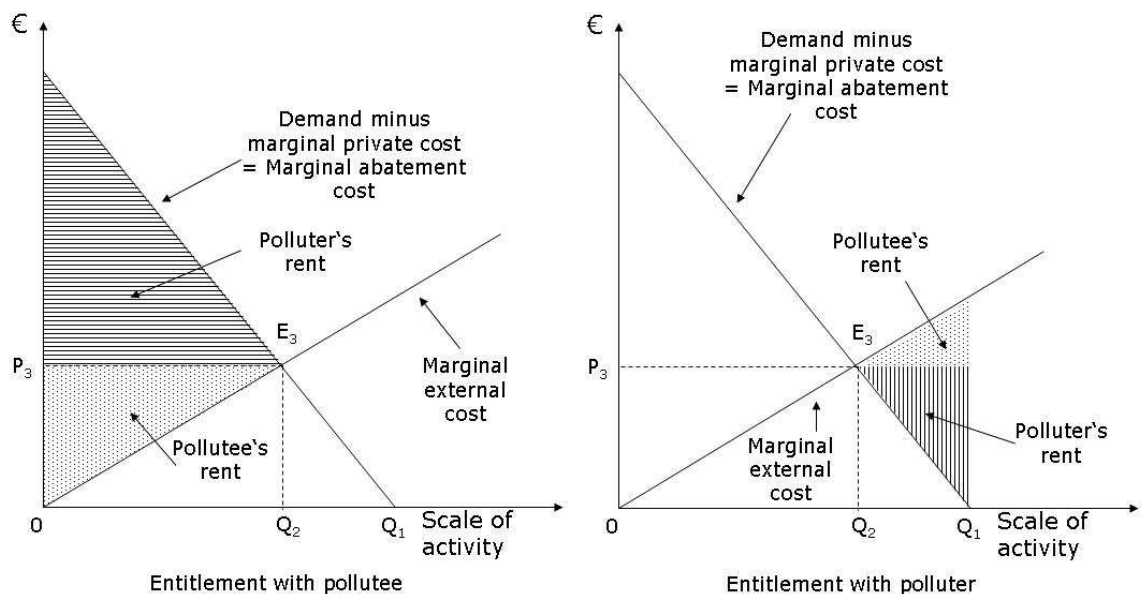 €
Demand minus
marginal private cost
= Marginal abatement
cost
Polluter's
rent
E3
P3
Marginal
external
cost
Pollutee's
rent
0
Q2
Q1
Scale of
activity
Entitlement with pollutee
€
Demand minus
marginal private cost
= Marginal abatement
cost
Pollutee's
rent
E3
P3
Marginal
external
cost
Polluter's
rent
0
Q2
Q1
Scale of
activity
Entitlement with polluter